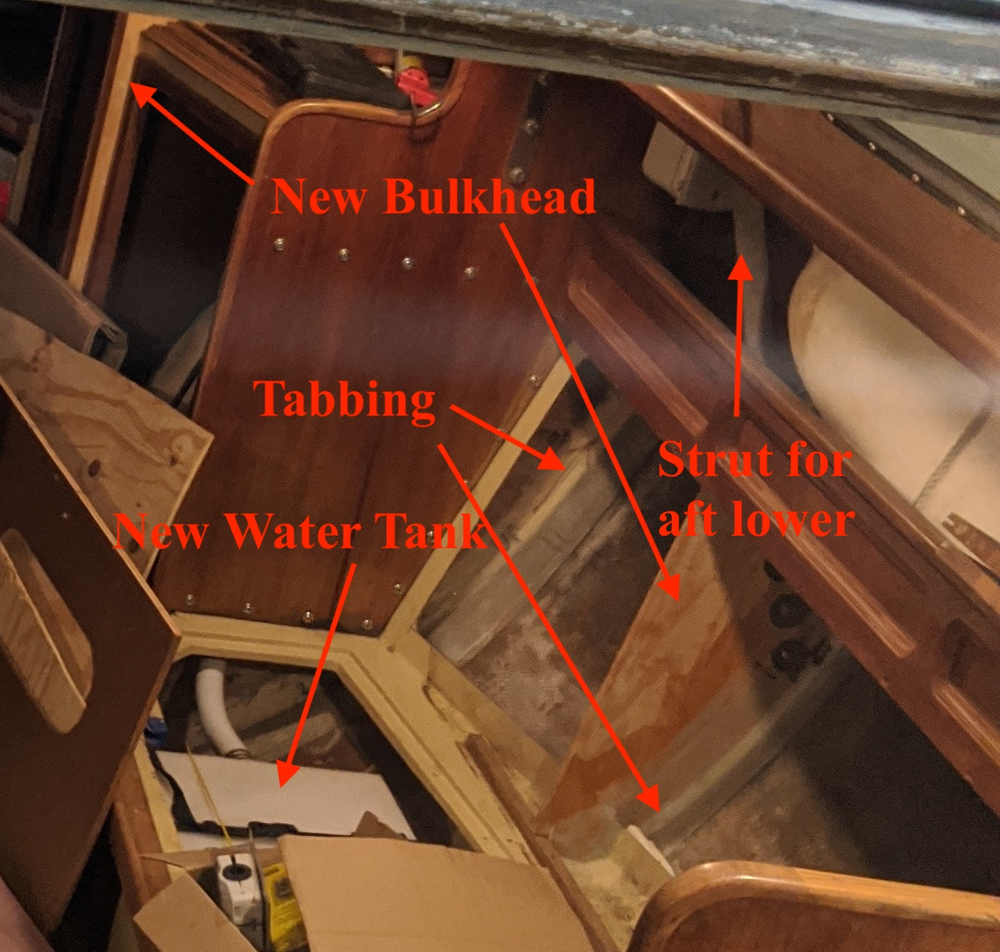 New Bulkhead
Tabbing
Strut for
aft lower
New Water Tank